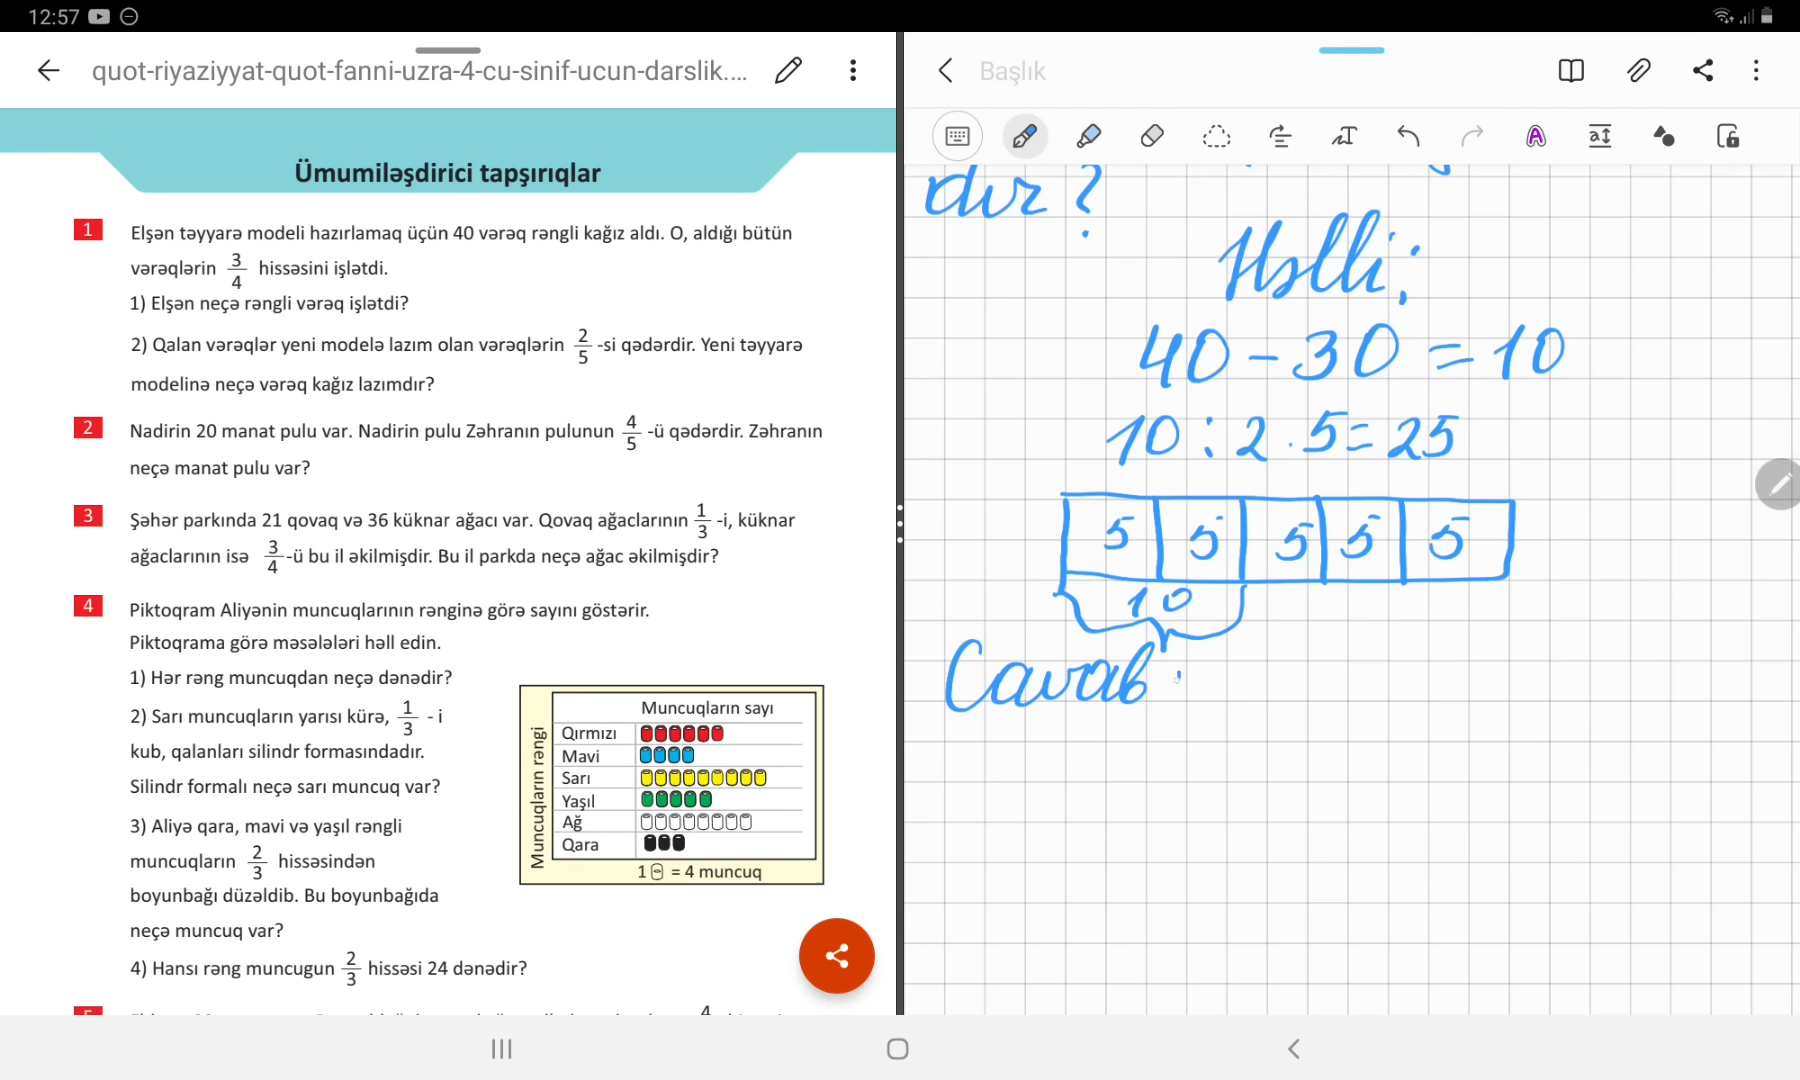 12:57
quot-riyaziyyat-quot-fanni-uzra-4-cu-sinif-ucun-darslik....
Ümumiləşdirici tapşırıqlar
1 Elşən təyyarə modeli hazırlamaq üçün 40 vərəq rəngli kağız aldı. O, aldığı bütün
vərəqlərin 3/4 hissəsini işlətdi.
1) Elşən neçə rəngli vərəq işlətdi?
2) Qalan vərəqlər yeni modelə lazım olan vərəqlərin 2/5 -si qədərdir. Yeni təyyarə
modelinə neçə vərəq kağız lazımdır?
2 Nadirin 20 manat pulu var. Nadirin pulu Zəhranın pulunun 4/5 -ü qədərdir. Zəhranın
neçə manat pulu var?
3 Şəhər parkında 21 qovaq və 36 küknar ağacı var. Qovaq ağaclarının 1/3 -i, küknar
ağaclarının isə 3/4 -ü bu il əkilmişdir. Bu il parkda neçə ağac əkilmişdir?
4 Piktoqram Aliyənin muncuqlarının rənginə görə sayını göstərir.
Piktoqrama görə məsələləri həll edin.
1) Hər rəng muncuqdan neçə dənədir?
2) Sarı muncuqların yarısı kürə, 1/3 - i
kub, qalanları silindr formasındadır.
Silindr formalı neçə sarı muncuq var?
3) Aliyə qara, mavi və yaşıl rəngli
muncuqların 2/3 hissəsindən
boyunbağı düzəldib. Bu boyunbağıda
neçə muncuq var?
4) Hansı rəng muncugun 2/3 hissəsi 24 dənədir?
Muncuqların rəngi
Muncuqların sayı
Qırmızı
Mavi
Sarı
Yaşıl
Ağ
Qara
1 = 4 muncuq
Başlık
dır?
Həlli:
40 - 30 = 10
10 : 2 · 5 = 25
5 5 5 5 5
10
Cavab: